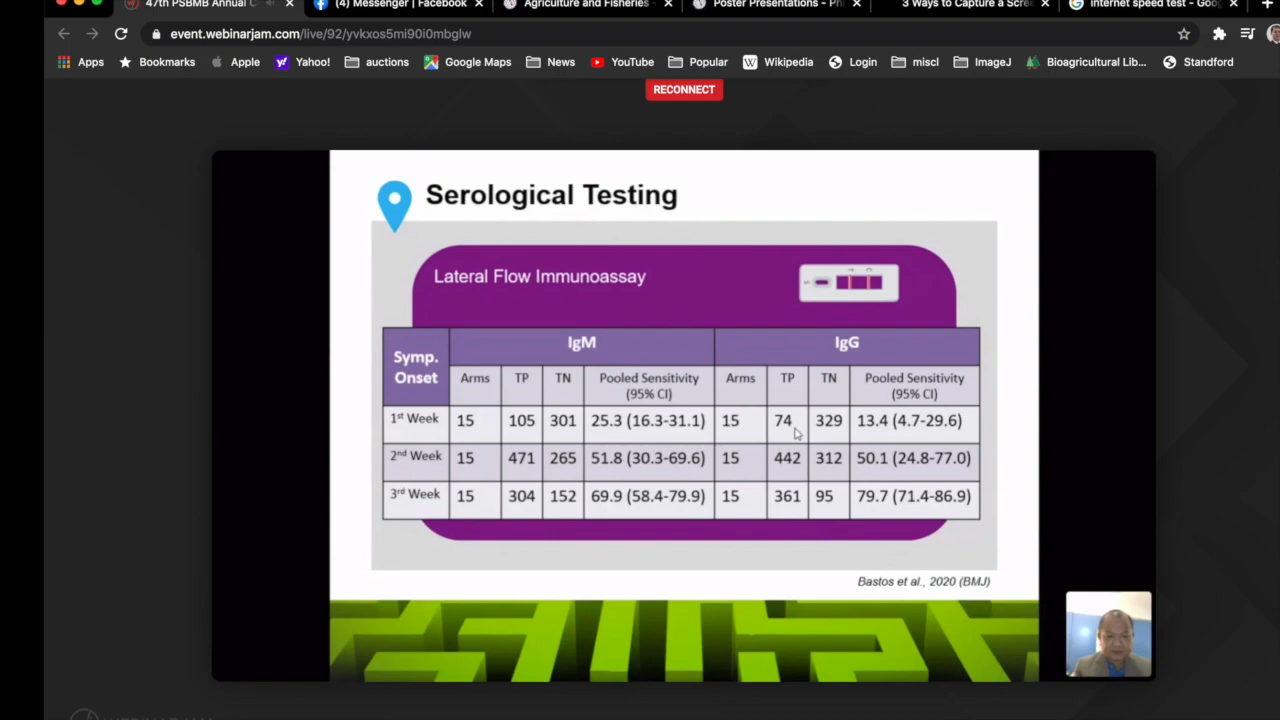 47th PSBMB Annual C
(4) Messenger | Facebook
Agriculture and Fisheries -
Poster Presentations - Phi
3 Ways to Capture a Scre
internet speed test - Goog
event.webinarjam.com/live/92/yvkxos5mi90i0mbglw
Apps Bookmarks Apple Yahoo! auctions Google Maps News YouTube Popular Wikipedia Login miscl ImageJ Bioagricultural Lib... Standford
RECONNECT
Serological Testing
Lateral Flow Immunoassay
Symp. Onset IgM IgG
Arms TP TN Pooled Sensitivity (95% CI) Arms TP TN Pooled Sensitivity (95% CI)
1st Week 15 105 301 25.3 (16.3-31.1) 15 74 329 13.4 (4.7-29.6)
2nd Week 15 471 265 51.8 (30.3-69.6) 15 442 312 50.1 (24.8-77.0)
3rd Week 15 304 152 69.9 (58.4-79.9) 15 361 95 79.7 (71.4-86.9)
Bastos et al., 2020 (BMJ)
WEBINARJAM